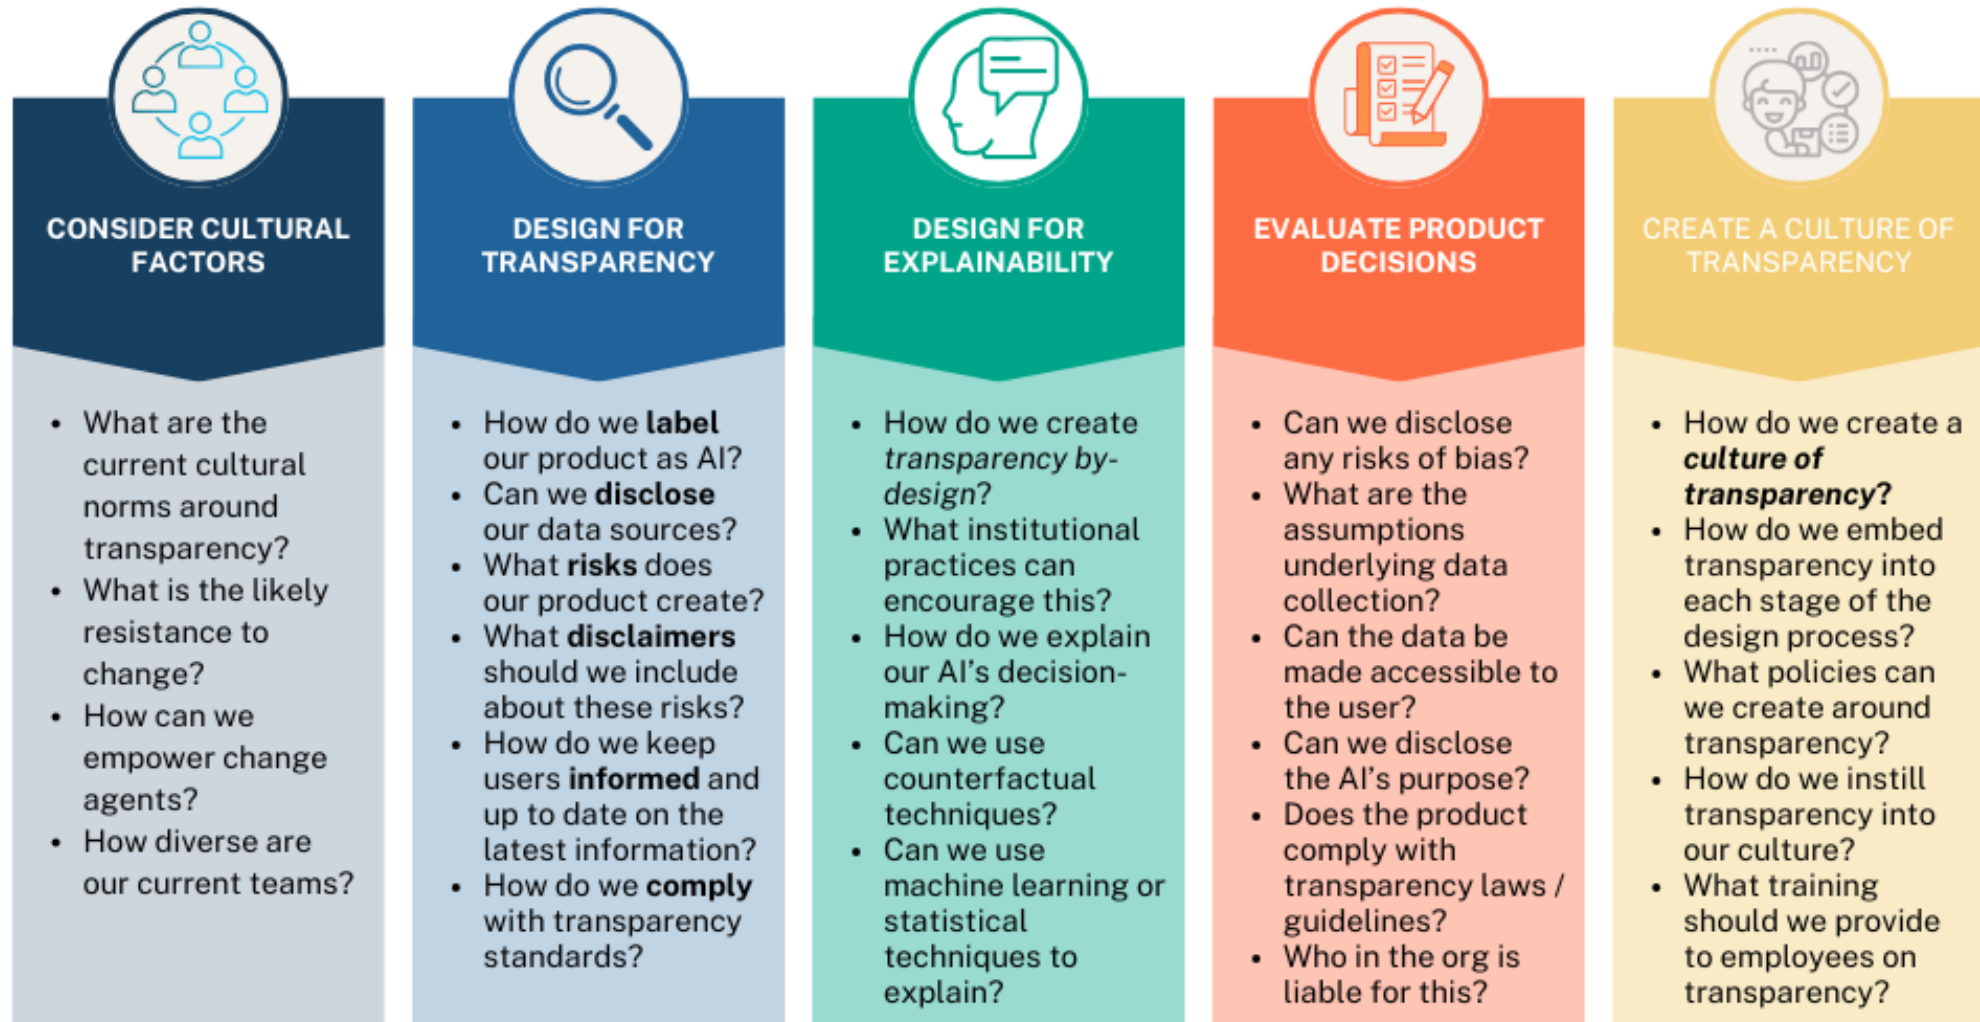 CONSIDER CULTURAL
FACTORS
• What are the
current cultural
norms around
transparency?
• What is the likely
resistance to
change?
• How can we
empower change
agents?
• How diverse are
our current teams?
DESIGN FOR
TRANSPARENCY
• How do we label
our product as AI?
• Can we disclose
our data sources?
• What risks does
our product create?
• What disclaimers
should we include
about these risks?
• How do we keep
users informed and
up to date on the
latest information?
• How do we comply
with transparency
standards?
DESIGN FOR
EXPLAINABILITY
• How do we create
transparency by-
design?
• What institutional
practices can
encourage this?
• How do we explain
our AI’s decision-
making?
• Can we use
counterfactual
techniques?
• Can we use
machine learning or
statistical
techniques to
explain?
EVALUATE PRODUCT
DECISIONS
• Can we disclose
any risks of bias?
• What are the
assumptions
underlying data
collection?
• Can the data be
made accessible to
the user?
• Can we disclose
the AI’s purpose?
• Does the product
comply with
transparency laws /
guidelines?
• Who in the org is
liable for this?
CREATE A CULTURE OF
TRANSPARENCY
• How do we create a
culture of
transparency?
• How do we embed
transparency into
each stage of the
design process?
• What policies can
we create around
transparency?
• How do we instill
transparency into
our culture?
• What training
should we provide
to employees on
transparency?